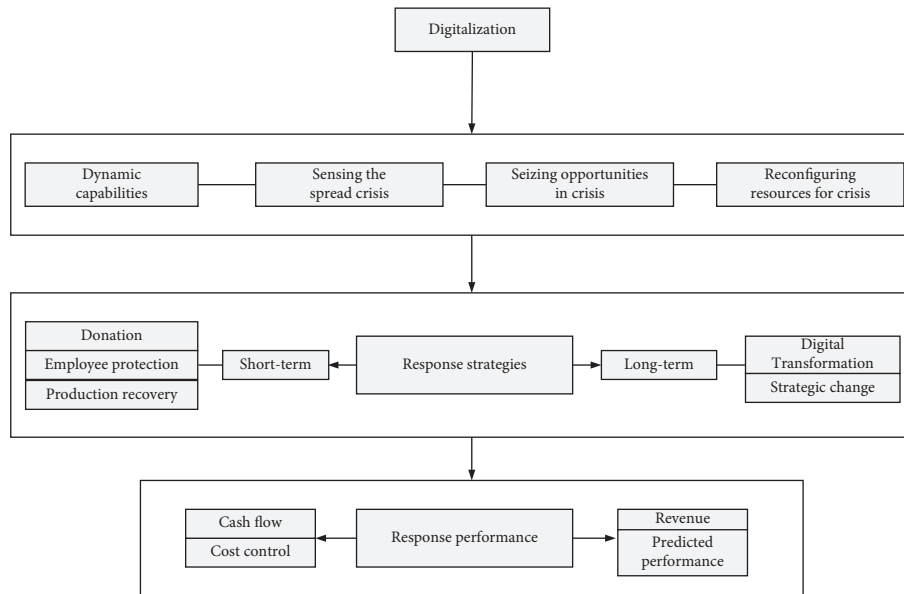 Digitalization
Dynamic
capabilities
Sensing the
spread crisis
Seizing opportunities
in crisis
Reconfiguring
resources for crisis
Donation
Employee protection
Production recovery
Short-term
Response strategies
Long-term
Digital
Transformation
Strategic change
Cash flow
Cost control
Response performance
Revenue
Predicted
performance